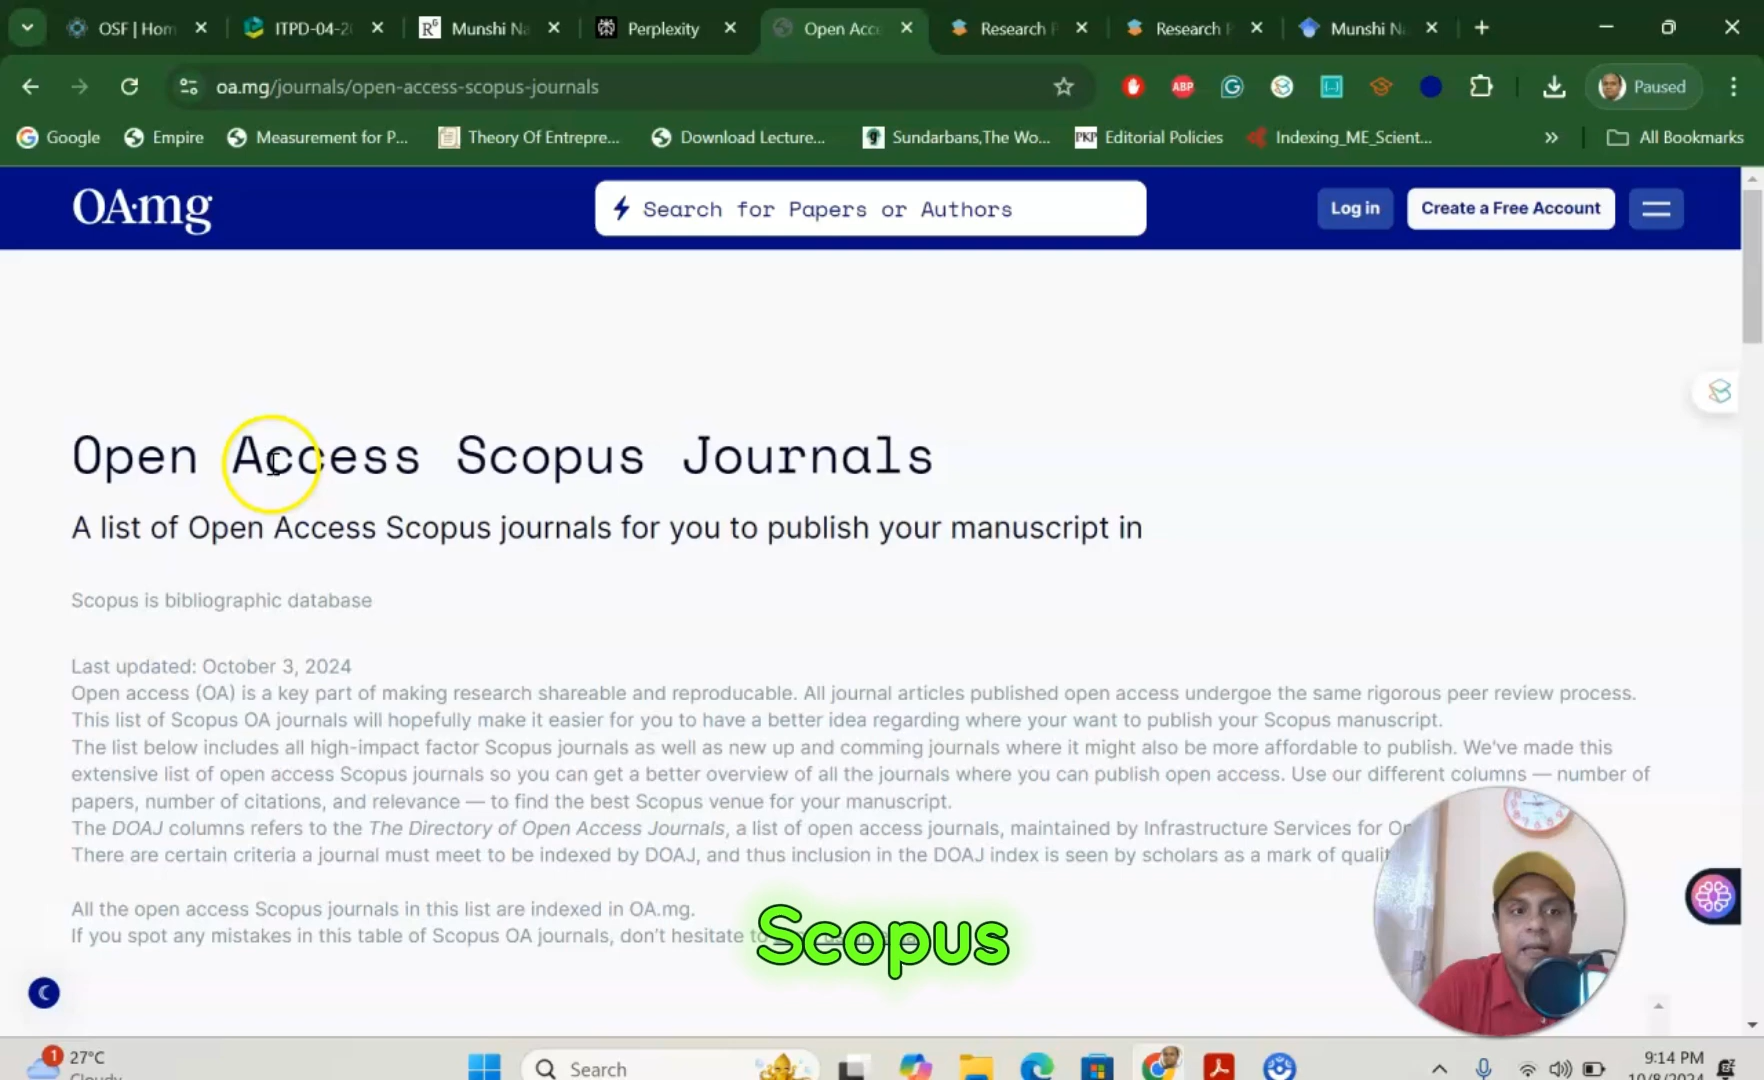 OSF | Hom
ITPD-04-20
Munshi Na
Perplexity
Open Acce
Research P
Research P
Munshi Na
oa.mg/journals/open-access-scopus-journals
ABP
Paused
Google
Empire
Measurement for P...
Theory Of Entrepre...
Download Lecture...
Sundarbans,The Wo...
PKP
Editorial Policies
Indexing_ME_Scient...
All Bookmarks
OA.mg
Search for Papers or Authors
Log in
Create a Free Account
Open Access Scopus Journals
A list of Open Access Scopus journals for you to publish your manuscript in
Scopus is bibliographic database
Last updated: October 3, 2024
Open access (OA) is a key part of making research shareable and reproducable. All journal articles published open access undergoe the same rigorous peer review process.
This list of Scopus OA journals will hopefully make it easier for you to have a better idea regarding where your want to publish your Scopus manuscript.
The list below includes all high-impact factor Scopus journals as well as new up and comming journals where it might also be more affordable to publish. We've made this
extensive list of open access Scopus journals so you can get a better overview of all the journals where you can publish open access. Use our different columns — number of
papers, number of citations, and relevance — to find the best Scopus venue for your manuscript.
The DOAJ columns refers to the The Directory of Open Access Journals, a list of open access journals, maintained by Infrastructure Services for Op
There are certain criteria a journal must meet to be indexed by DOAJ, and thus inclusion in the DOAJ index is seen by scholars as a mark of qualit
All the open access Scopus journals in this list are indexed in OA.mg.
If you spot any mistakes in this table of Scopus OA journals, don't hesitate to
Scopus
1
27°C
Cloudy
Search
9:14 PM
10/8/2024